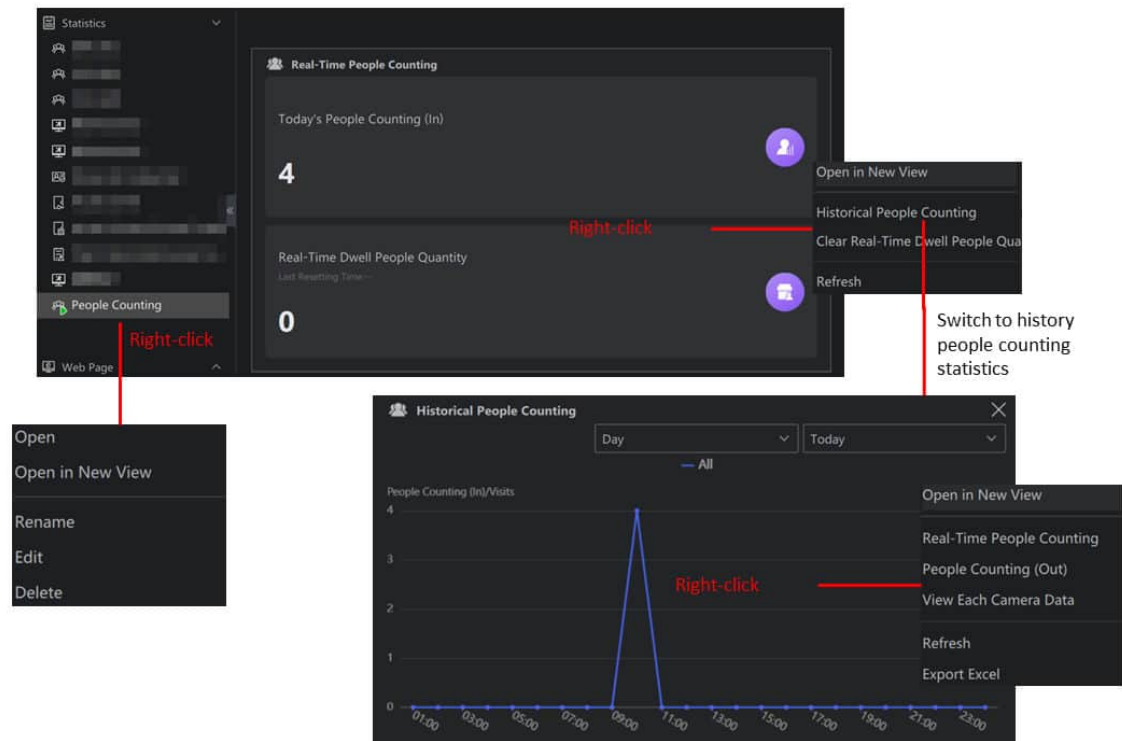 Statistics
People Counting
Right-click
Web Page
Open
Open in New View
Rename
Edit
Delete
Real-Time People Counting
Today's People Counting (In)
4
Real-Time Dwell People Quantity
Last Resetting Time:--
0
Right-click
Open in New View
Historical People Counting
Clear Real-Time Dwell People Qua
Refresh
Switch to history
people counting
statistics
Historical People Counting
Day
Today
All
People Counting (In)/Visits
4
3
2
1
0
01:00 03:00 05:00 07:00 09:00 11:00 13:00 15:00 17:00 19:00 21:00 23:00
Right-click
Open in New View
Real-Time People Counting
People Counting (Out)
View Each Camera Data
Refresh
Export Excel